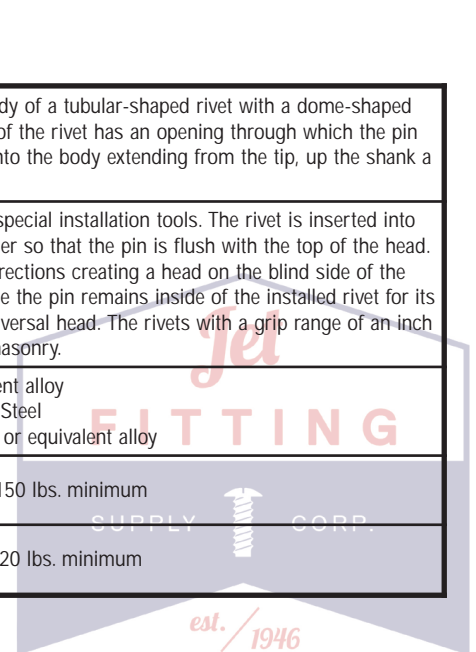 dy of a tubular-shaped rivet with a dome-shaped
of the rivet has an opening through which the pin
nto the body extending from the tip, up the shank a
special installation tools. The rivet is inserted into
er so that the pin is flush with the top of the head.
rections creating a head on the blind side of the
e the pin remains inside of the installed rivet for its
versal head. The rivets with a grip range of an inch
asonry.
Jet
ent alloy
Steel
FITTING
or equivalent alloy
150 lbs. minimum
SUPPLY CORP.
20 lbs. minimum
est. 1946